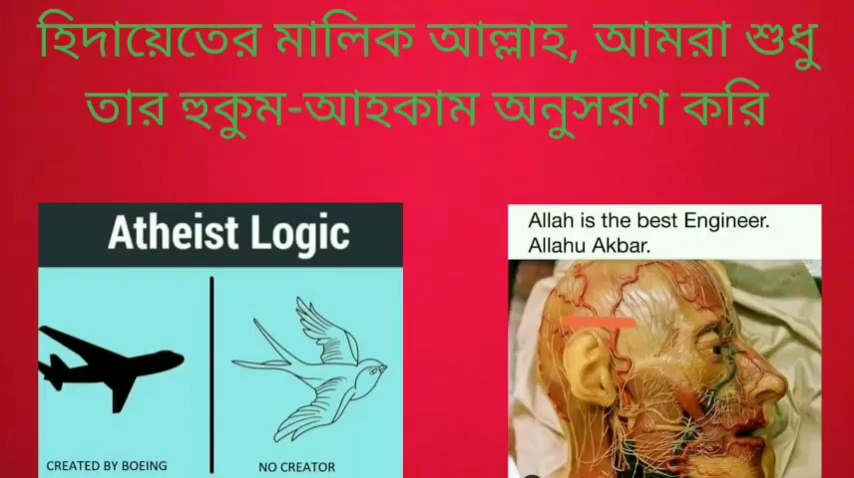 হিদায়েতের মালিক আল্লাহ, আমরা শুধু
তার হুকুম-আহকাম অনুসরণ করি
Atheist Logic
CREATED BY BOEING
NO CREATOR
Allah is the best Engineer.
Allahu Akbar.